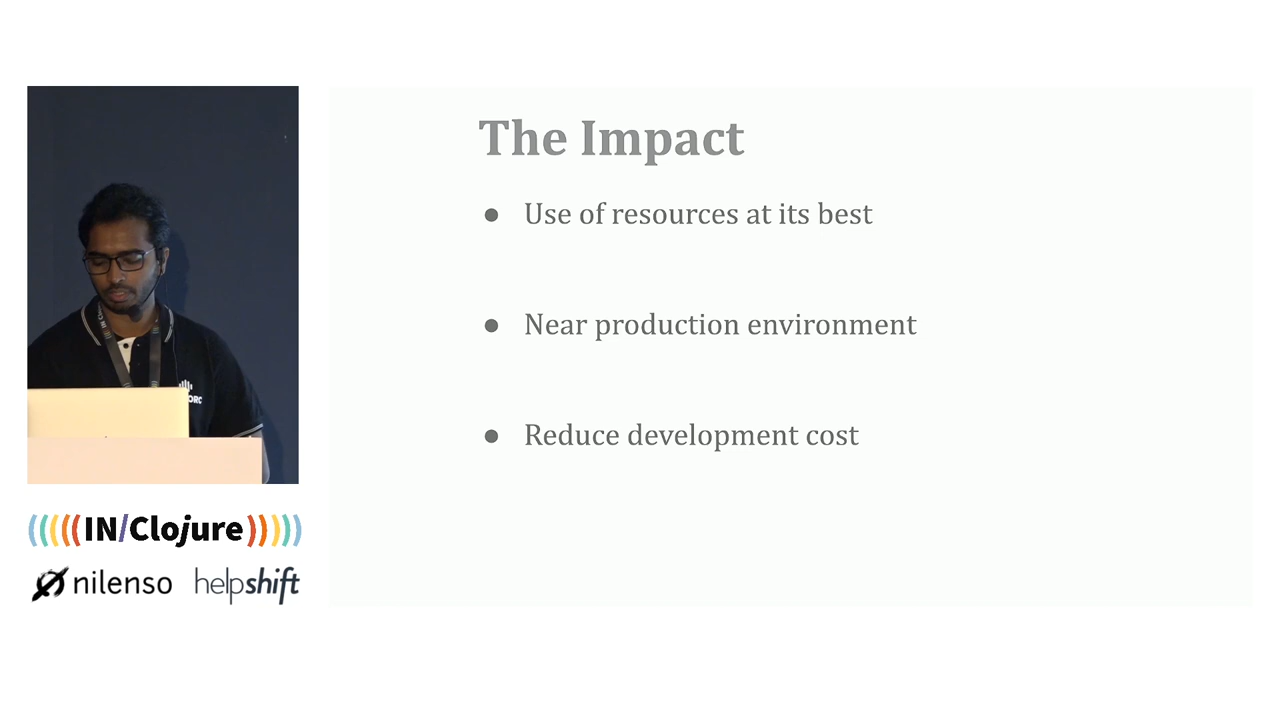 The Impact
● Use of resources at its best
● Near production environment
● Reduce development cost
(((((IN/Clojure)))))
nilenso helpshift